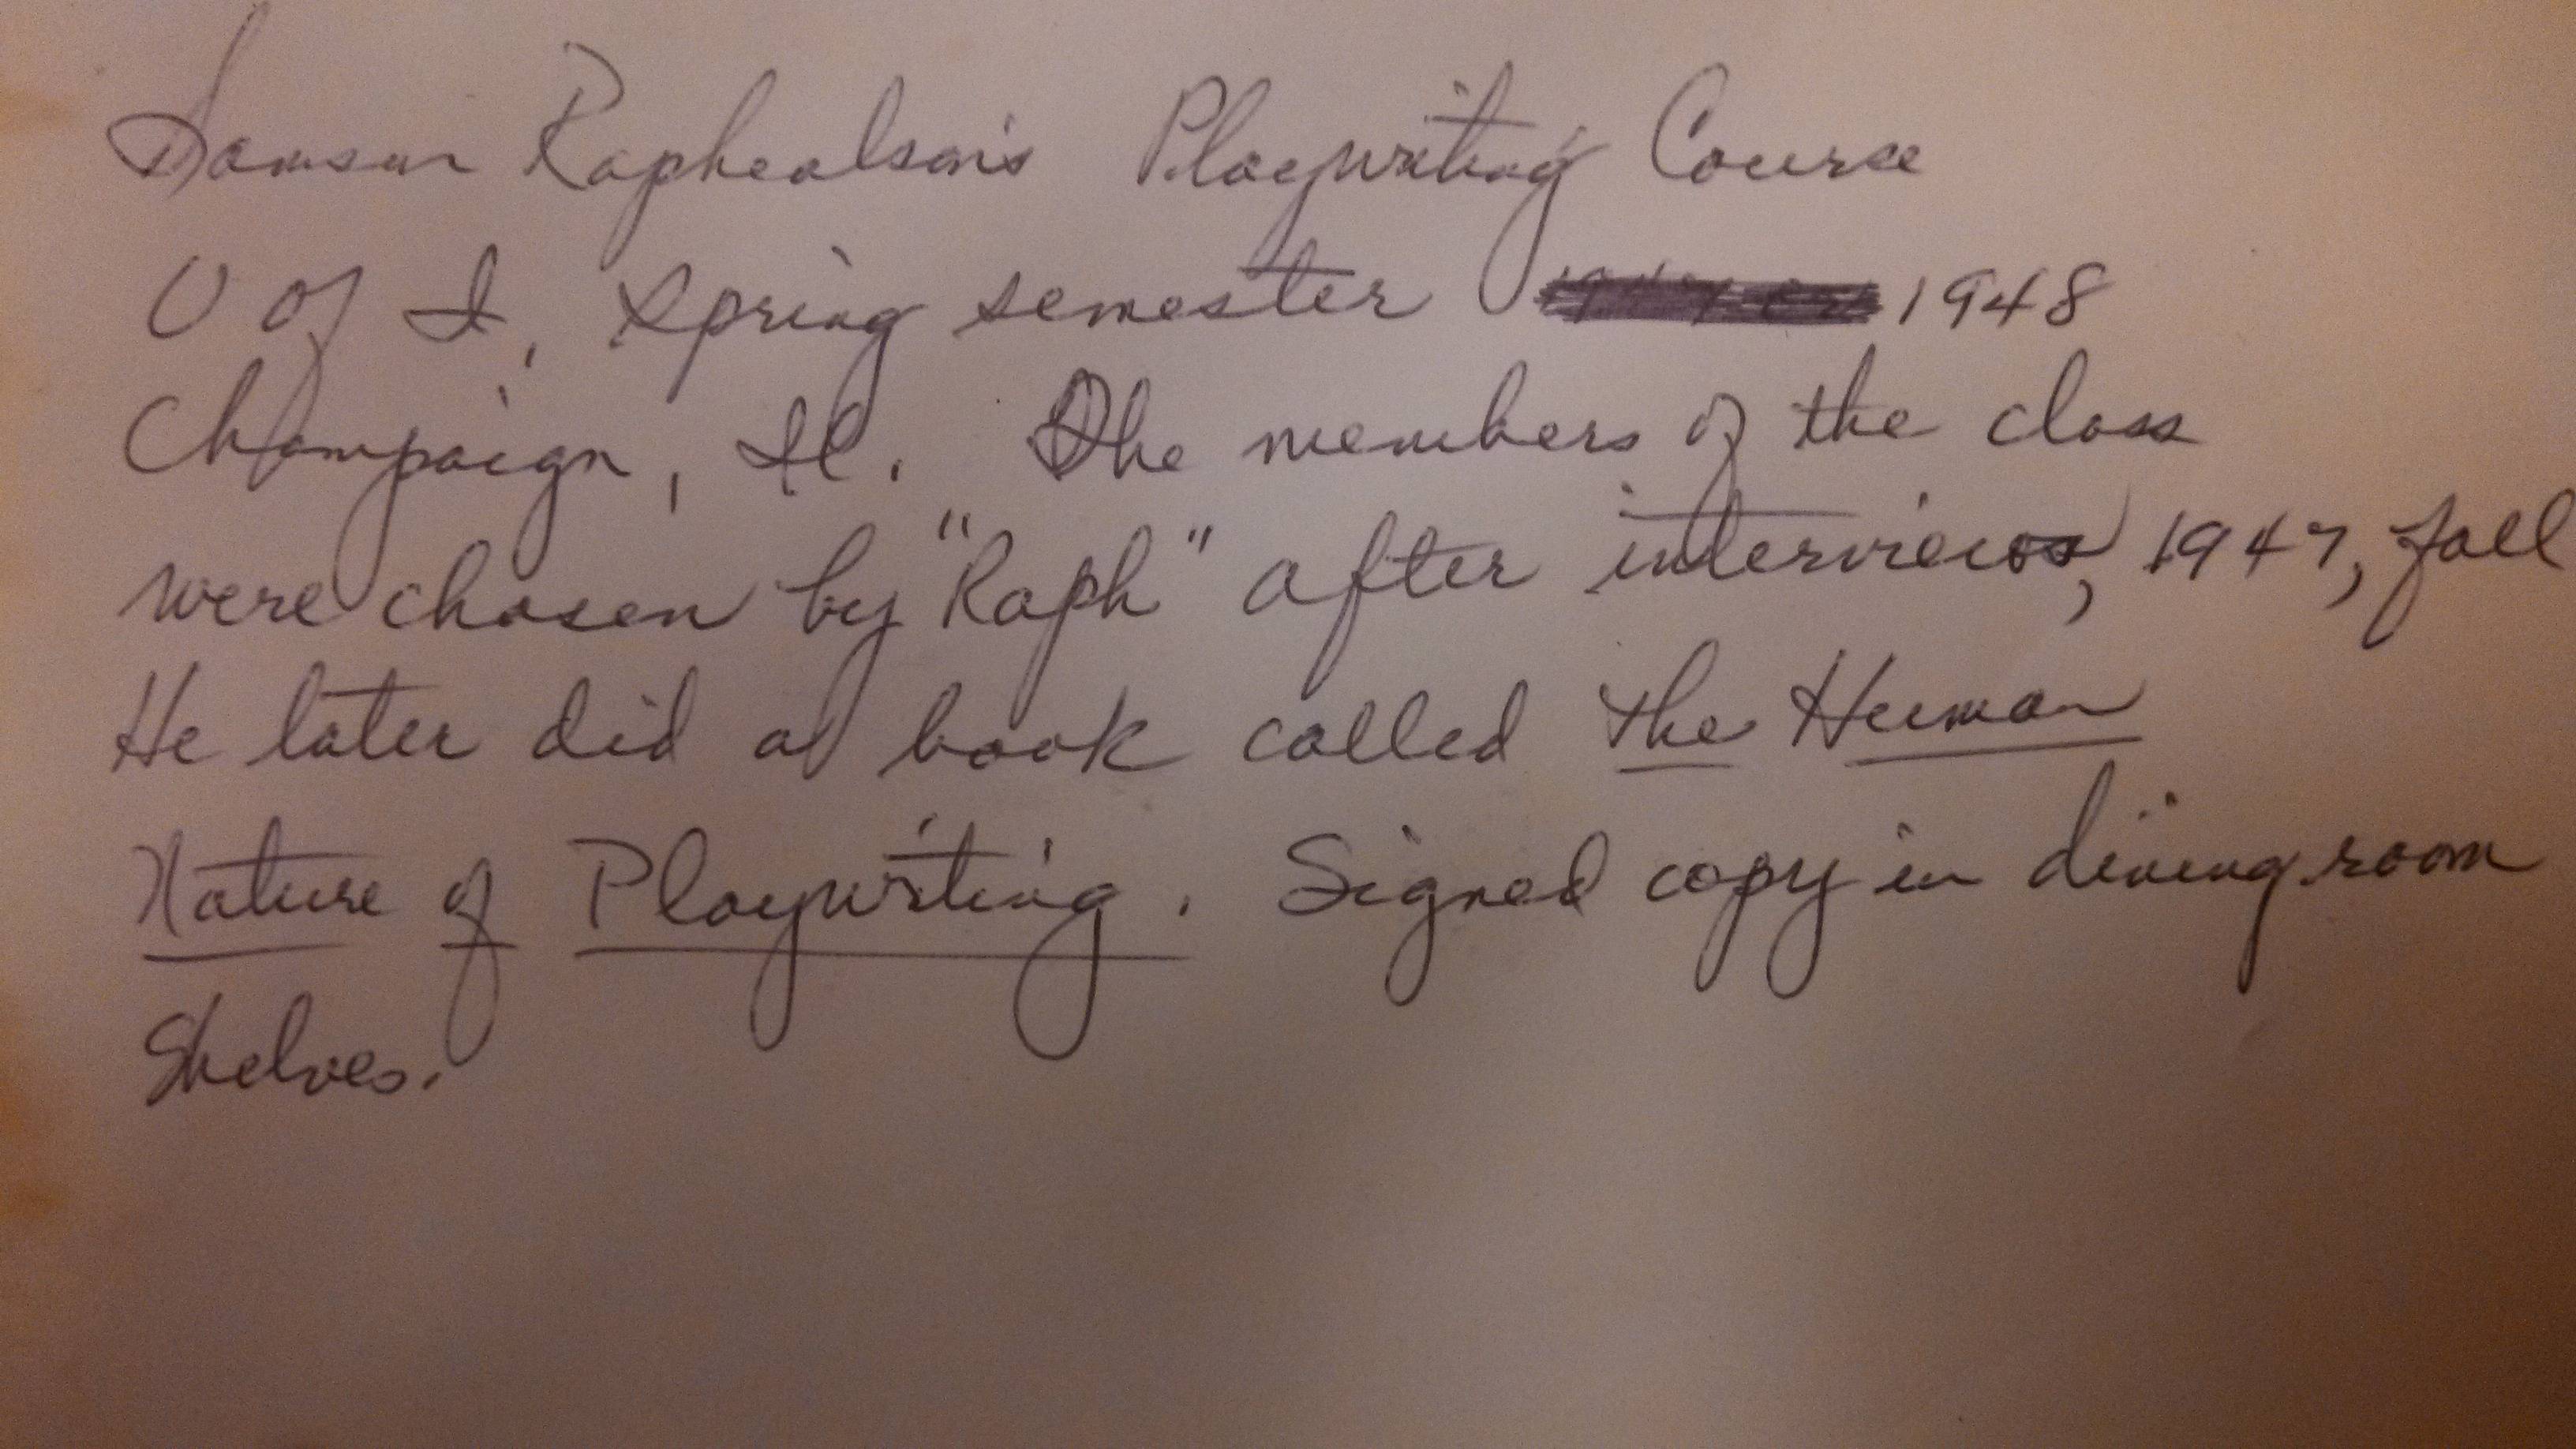 Samson Raphealson's Playwriting Course
U of I, Spring semester 1948
Champaign, Il. The members of the class
were chosen by "Raph" after interviews, 1947, fall
He later did a book called the Human
Nature of Playwriting. Signed copy in dining room
Shelves.